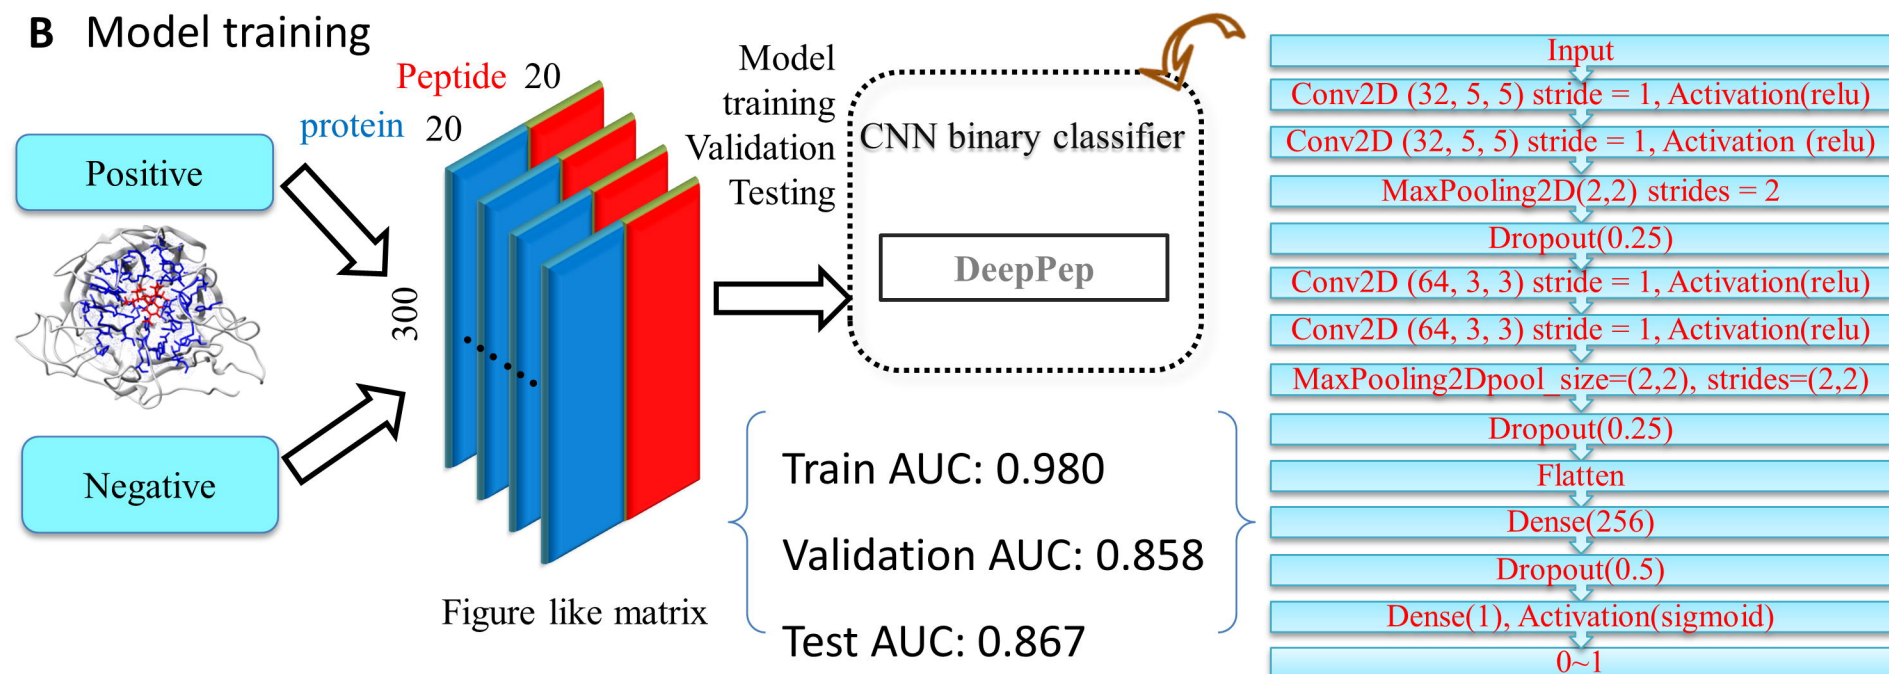 B Model training
Peptide 20
protein 20
Positive
Negative
300
Figure like matrix
Model
training
Validation
Testing
CNN binary classifier
DeepPep
Train AUC: 0.980
Validation AUC: 0.858
Test AUC: 0.867
Input
Conv2D (32, 5, 5) stride = 1, Activation(relu)
Conv2D (32, 5, 5) stride = 1, Activation (relu)
MaxPooling2D(2,2) strides = 2
Dropout(0.25)
Conv2D (64, 3, 3) stride = 1, Activation(relu)
Conv2D (64, 3, 3) stride = 1, Activation(relu)
MaxPooling2Dpool_size=(2,2), strides=(2,2)
Dropout(0.25)
Flatten
Dense(256)
Dropout(0.5)
Dense(1), Activation(sigmoid)
0~1